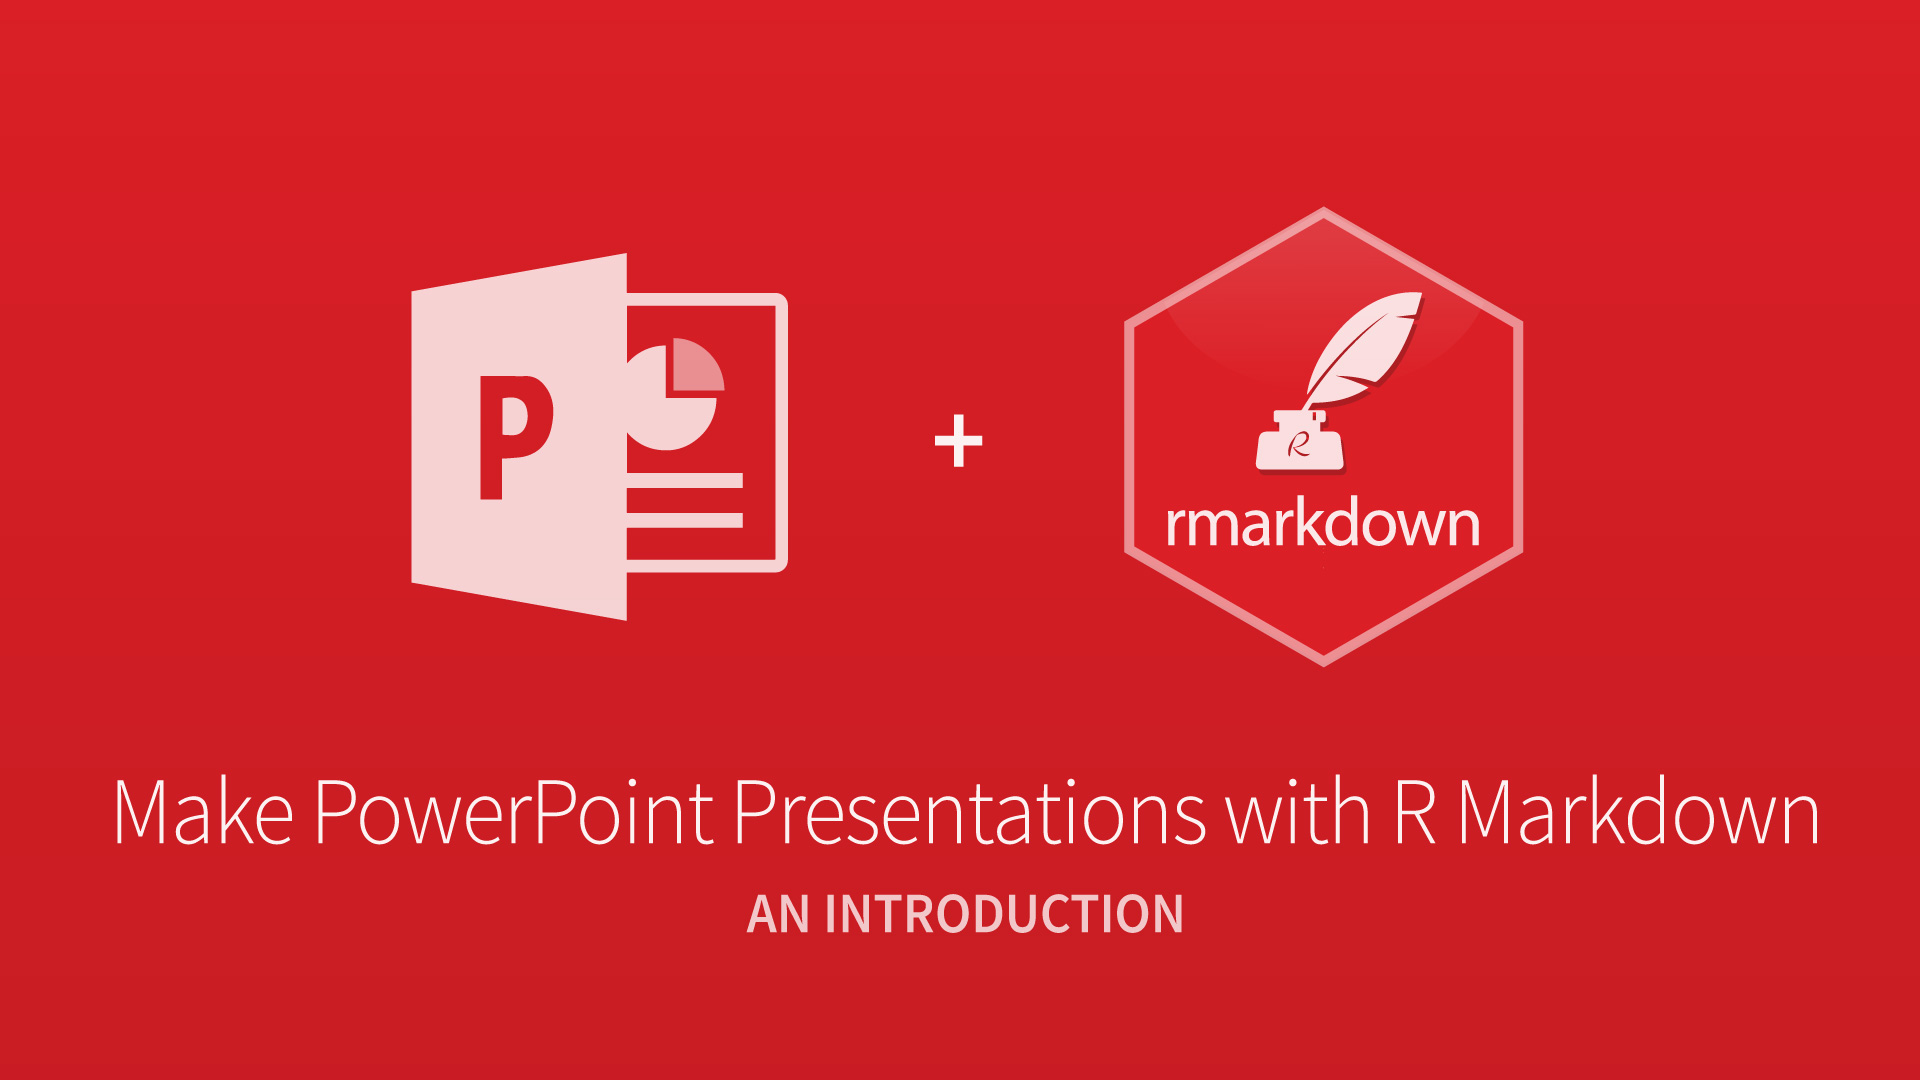 P
+
R
rmarkdown
Make PowerPoint Presentations with R Markdown
AN INTRODUCTION